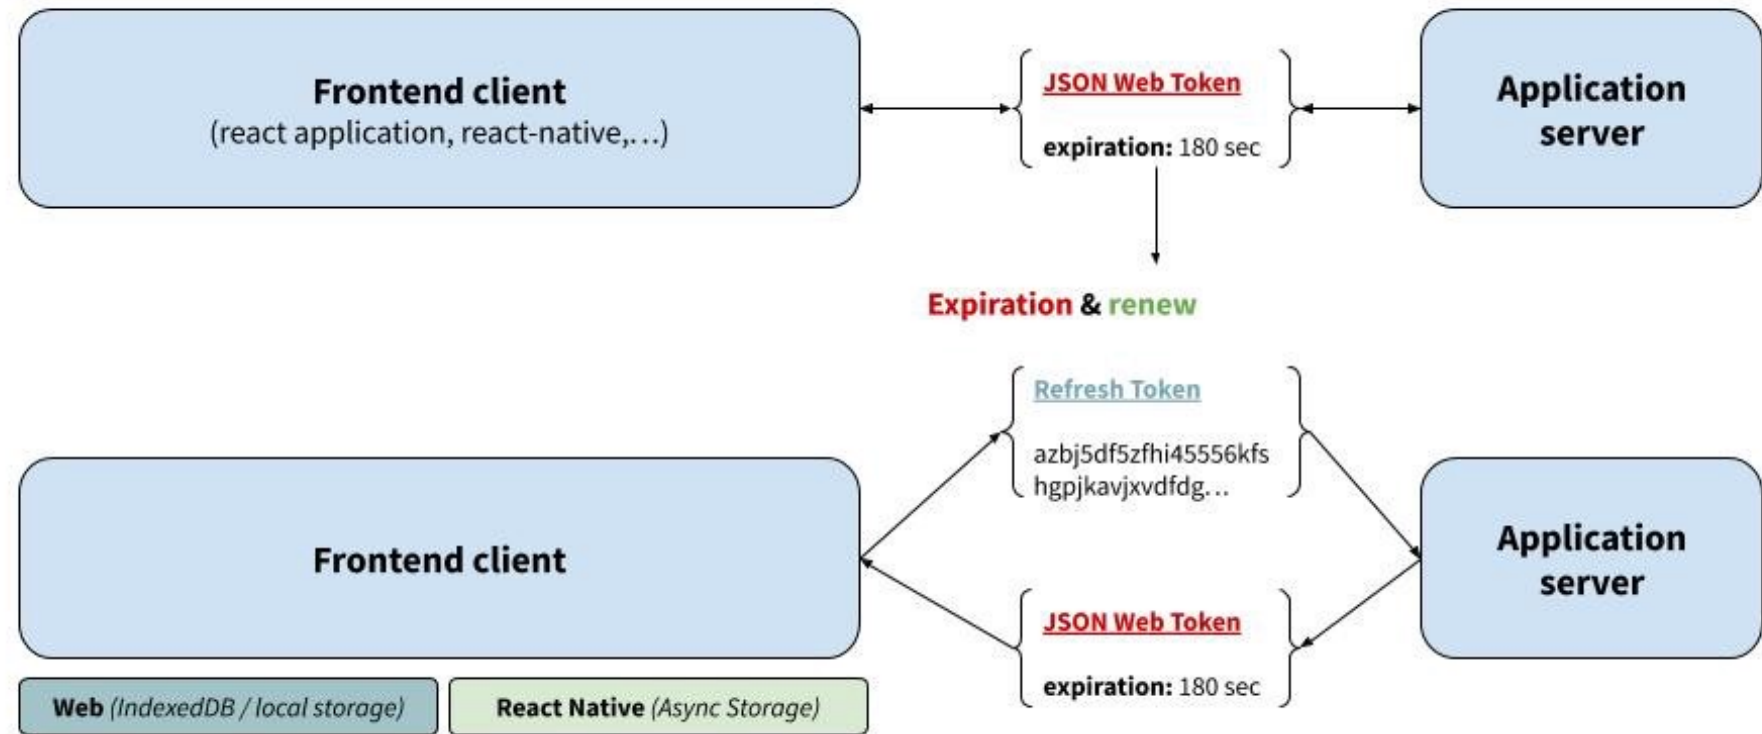 Frontend client
(react application, react-native,...)
JSON Web Token
expiration: 180 sec
Application
server
Expiration & renew
Refresh Token
azbj5df5zfhi45556kfs
hgpjkavjxvdfdg...
Frontend client
Application
server
JSON Web Token
expiration: 180 sec
Web (IndexedDB / local storage)
React Native (Async Storage)